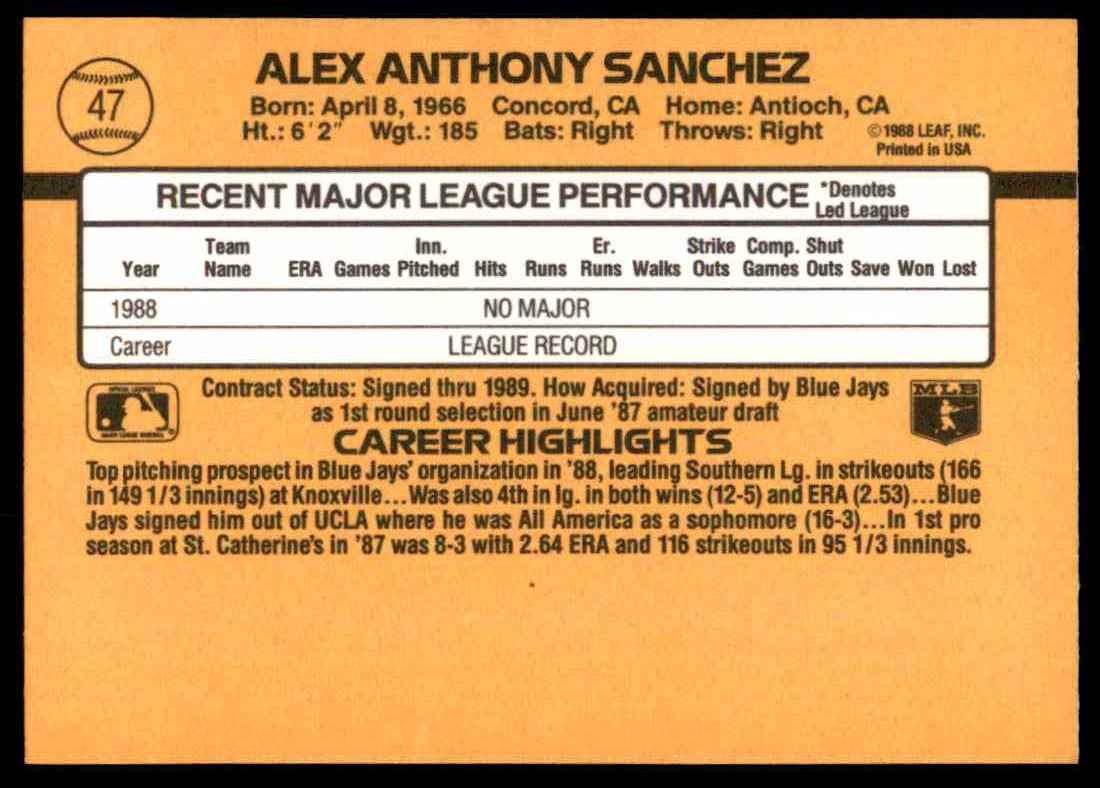 47
ALEX ANTHONY SANCHEZ
Born: April 8, 1966 Concord, CA Home: Antioch, CA
Ht.: 6'2" Wgt.: 185 Bats: Right Throws: Right
©1988 LEAF, INC.
Printed in USA
RECENT MAJOR LEAGUE PERFORMANCE *Denotes Led League
Team Inn. Er. Strike Comp. Shut
Year Name ERA Games Pitched Hits Runs Runs Walks Outs Games Outs Save Won Lost
1988 NO MAJOR
Career LEAGUE RECORD
Contract Status: Signed thru 1989. How Acquired: Signed by Blue Jays
as 1st round selection in June '87 amateur draft
MLB
CAREER HIGHLIGHTS
Top pitching prospect in Blue Jays' organization in '88, leading Southern Lg. in strikeouts (166
in 149 1/3 innings) at Knoxville...Was also 4th in lg. in both wins (12-5) and ERA (2.53)...Blue
Jays signed him out of UCLA where he was All America as a sophomore (16-3)...In 1st pro
season at St. Catherine's in '87 was 8-3 with 2.64 ERA and 116 strikeouts in 95 1/3 innings.